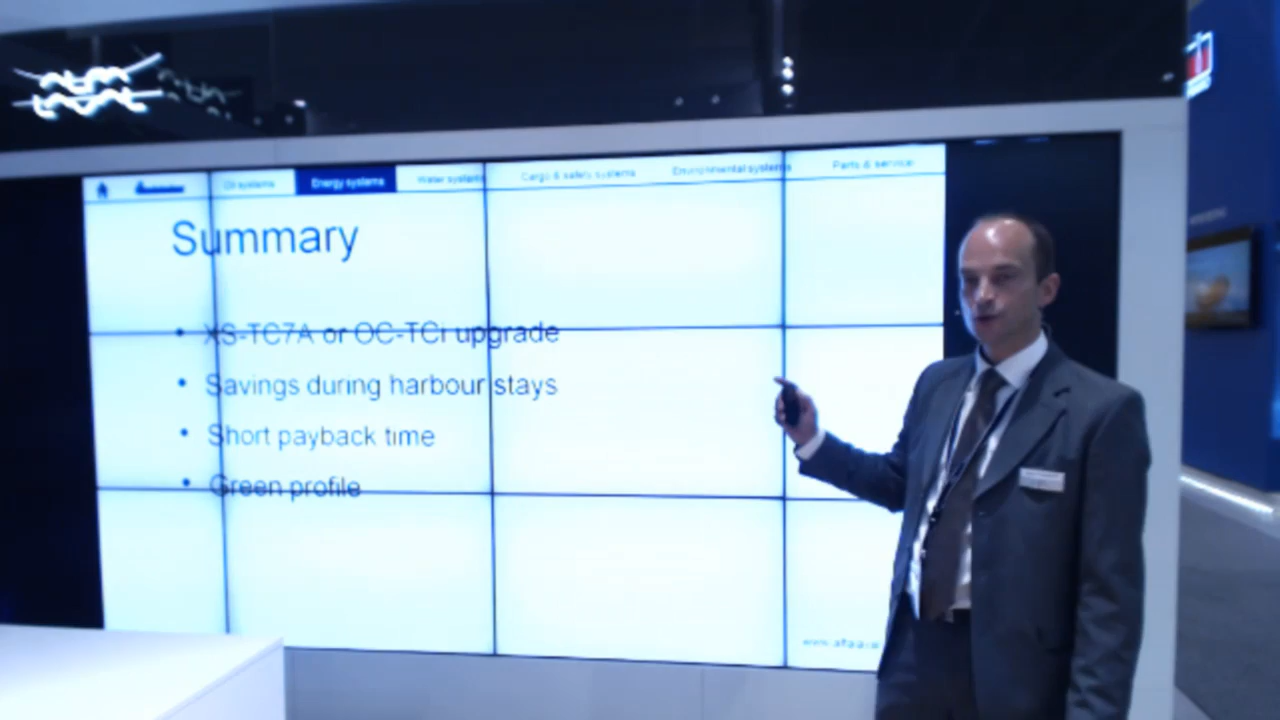 Oil systems Energy systems Water systems Cargo & safety systems Environmental systems Parts & service
Summary
• XS-TC7A or OC-TCi upgrade
• Savings during harbour stays
• Short payback time
• Green profile